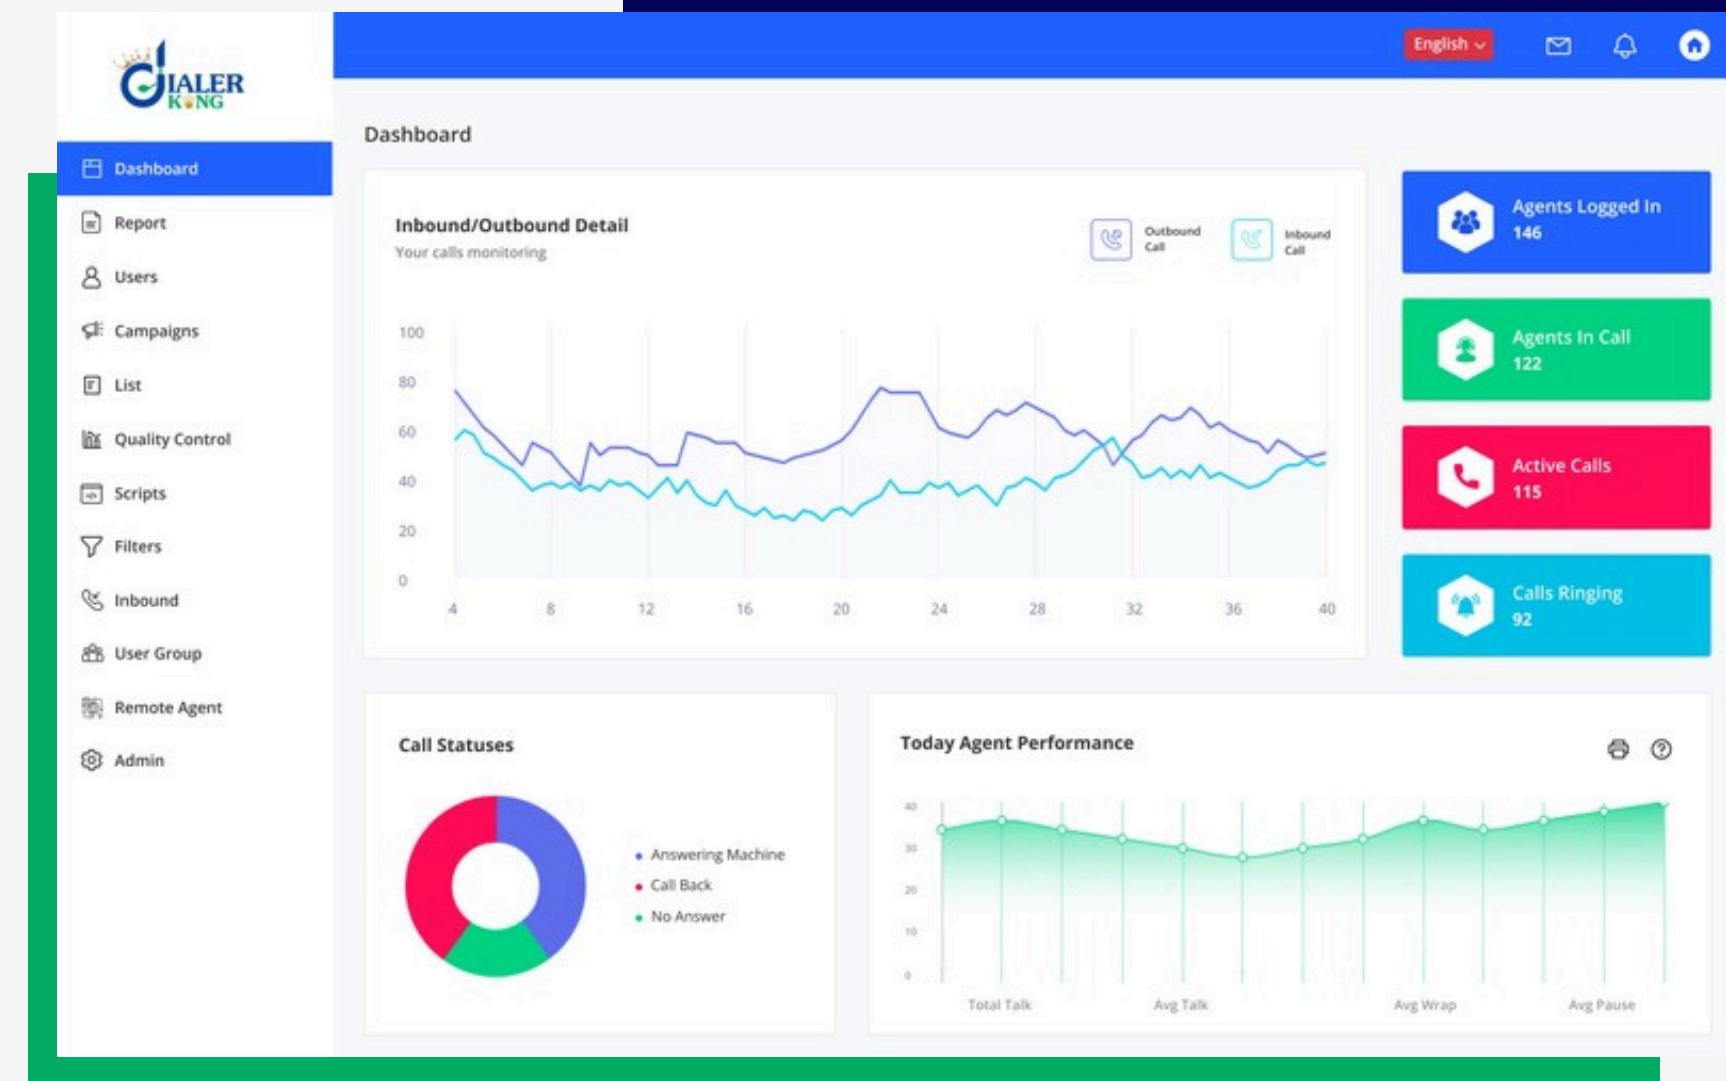 English
DIALER
KING
Dashboard
Report
Users
Campaigns
List
Quality Control
Scripts
Filters
Inbound
User Group
Remote Agent
Admin
Dashboard
Inbound/Outbound Detail
Your calls monitoring
Outbound
Call
Inbound
Call
100
80
60
40
20
0
4 8 12 16 20 24 28 32 36 40
Agents Logged In
146
Agents In Call
122
Active Calls
115
Calls Ringing
92
Call Statuses
Answering Machine
Call Back
No Answer
Today Agent Performance
40
30
20
10
0
Total Talk Avg Talk Avg Wrap Avg Pause